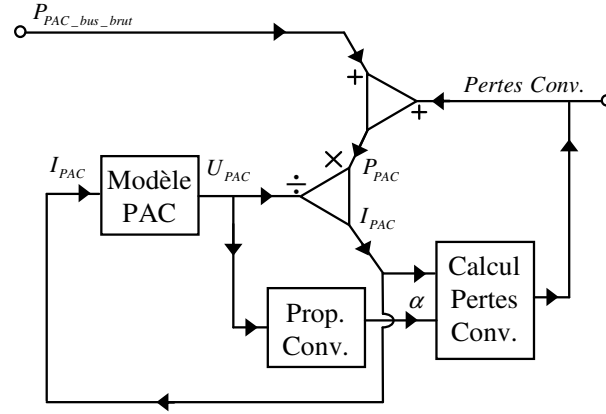 P_PAC_bus_brut
+
Pertes Conv.
+
×
P_PAC
I_PAC
Modèle
PAC
U_PAC
÷
I_PAC
Prop.
Conv.
α
Calcul
Pertes
Conv.